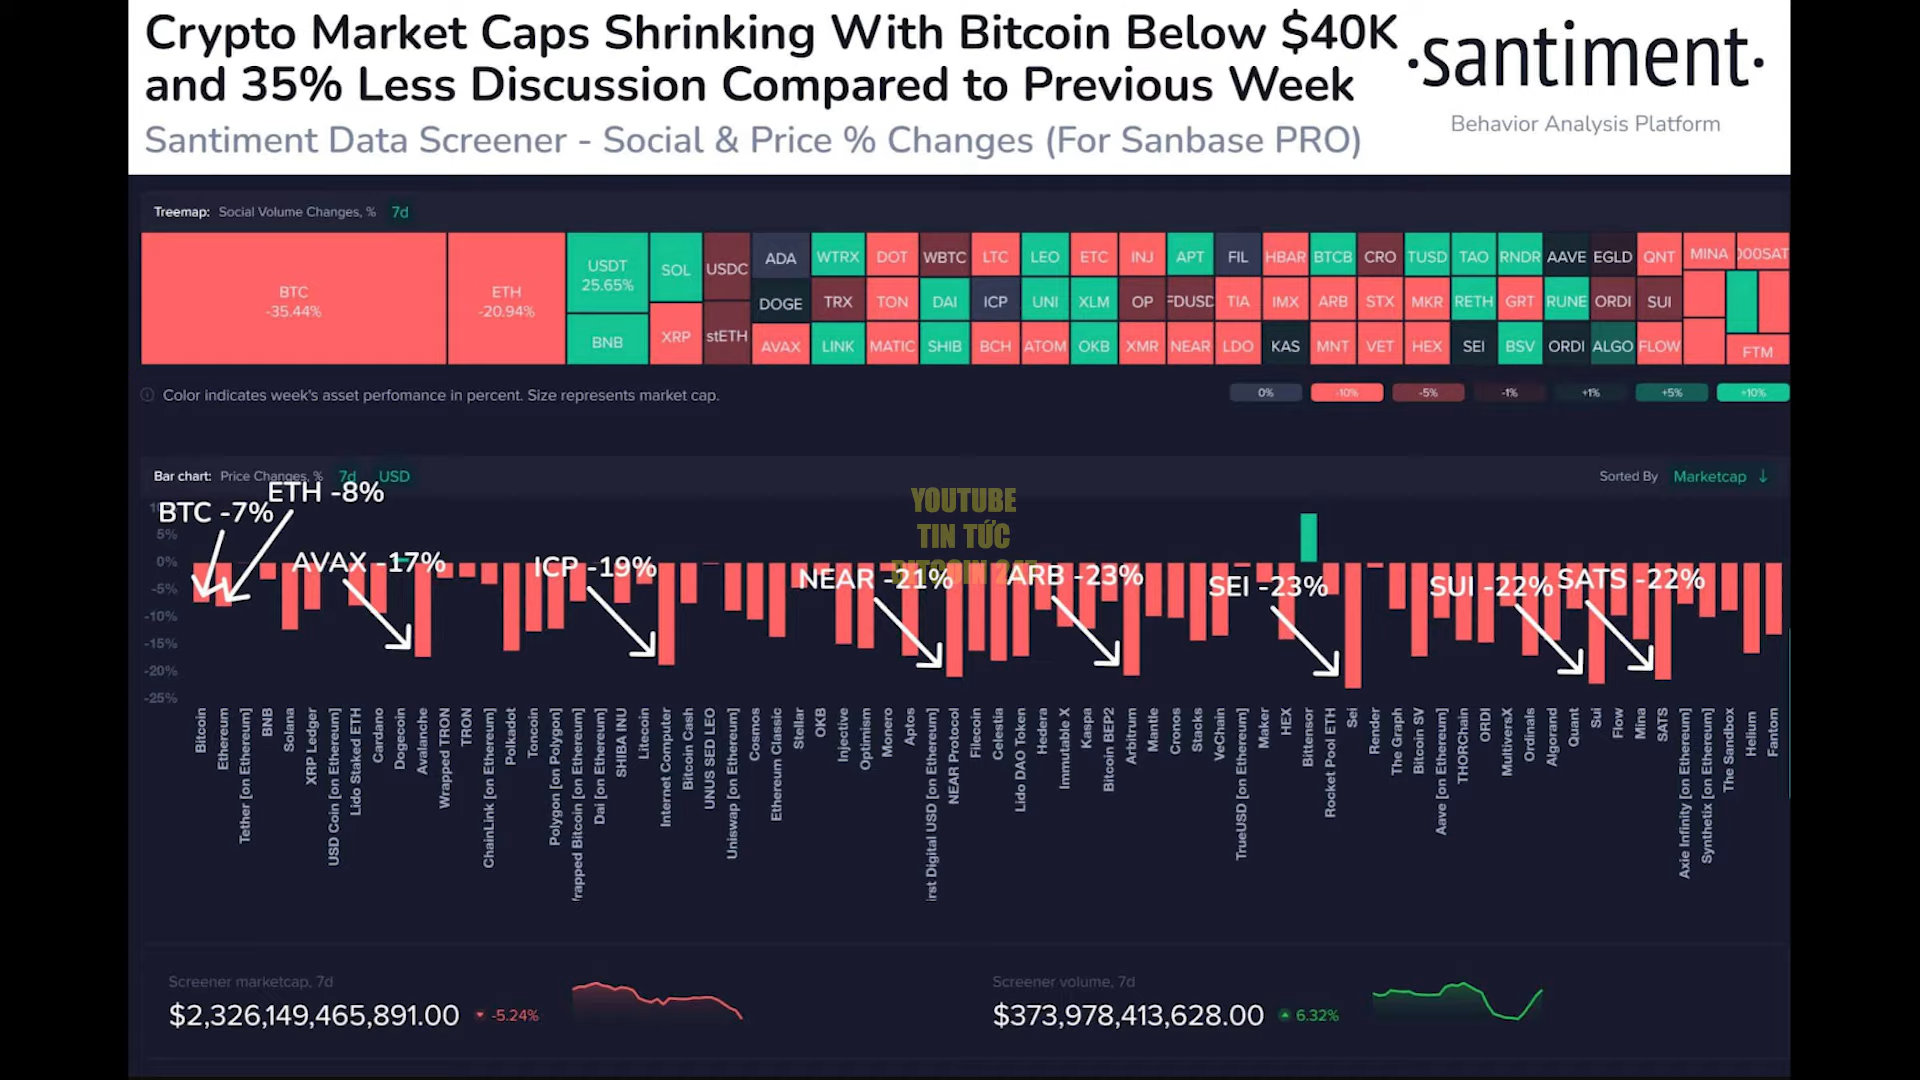 Crypto Market Caps Shrinking With Bitcoin Below $40K
and 35% Less Discussion Compared to Previous Week
Santiment Data Screener - Social & Price % Changes (For Sanbase PRO)
·santiment·
Behavior Analysis Platform
Treemap: Social Volume Changes, % 7d
BTC
-35.44%
ETH
-20.94%
USDT
25.65%
BNB
SOL
XRP
USDC
stETH
ADA WTRX DOT WBTC LTC LEO ETC INJ APT FIL HBAR BTCB CRO TUSD TAO RNDR AAVE EGLD QNT MINA 000SAT
DOGE TRX TON DAI ICP UNI XLM OP FDUSD TIA IMX ARB STX MKR RETH GRT RUNE ORDI SUI
AVAX LINK MATIC SHIB BCH ATOM OKB XMR NEAR LDO KAS MNT VET HEX SEI BSV ORDI ALGO FLOW FTM
Color indicates week's asset perfomance in percent. Size represents market cap.
0% -10% -5% -1% +1% +5% +10%
Bar chart: Price Changes, % 7d USD
Sorted By Marketcap ↓
BTC -7%
ETH -8%
AVAX -17%
ICP -19%
NEAR -21%
ARB -23%
SEI -23%
SUI -22%
SATS -22%
YOUTUBE
TIN TỨC
BITCOIN 24
5%
0%
-5%
-10%
-15%
-20%
-25%
Bitcoin
Ethereum
Tether [on Ethereum]
BNB
Solana
XRP Ledger
USD Coin [on Ethereum]
Lido Staked ETH
Cardano
Dogecoin
Avalanche
Wrapped TRON
TRON
ChainLink [on Ethereum]
Polkadot
Toncoin
Polygon [on Polygon]
rapped Bitcoin [on Ethereum]
Dai [on Ethereum]
SHIBA INU
Litecoin
Internet Computer
Bitcoin Cash
UNUS SED LEO
Uniswap [on Ethereum]
Cosmos
Ethereum Classic
Stellar
OKB
Injective
Optimism
Monero
Aptos
irst Digital USD [on Ethereum]
NEAR Protocol
Filecoin
Celestia
Lido DAO Token
Hedera
Immutable X
Kaspa
Bitcoin BEP2
Arbitrum
Mantle
Cronos
Stacks
VeChain
TrueUSD [on Ethereum]
Maker
HEX
Bittensor
Rocket Pool ETH
Sei
Render
The Graph
Bitcoin SV
Aave [on Ethereum]
THORChain
ORDI
MultiversX
Ordinals
Algorand
Quant
Sui
Flow
Mina
SATS
Axie Infinity [on Ethereum]
Synthetix [on Ethereum]
The Sandbox
Helium
Fantom
Screener marketcap, 7d
$2,326,149,465,891.00 -5.24%
Screener volume, 7d
$373,978,413,628.00 6.32%